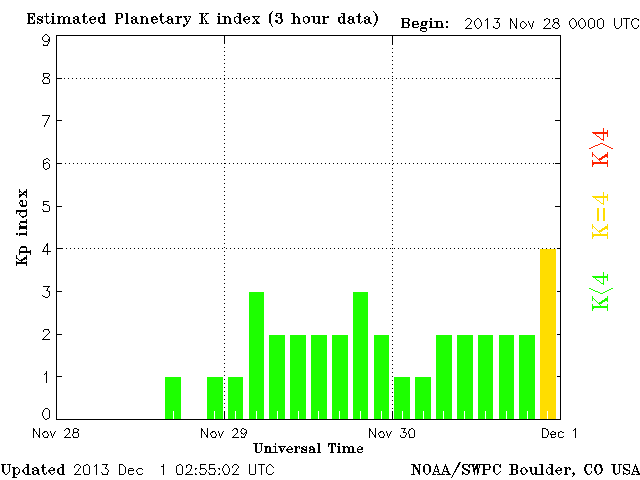 Estimated Planetary K index (3 hour data) Begin: 2013 Nov 28 0000 UTC
9
8
7
6
5
4
3
2
1
0
Kp index
Nov 28 Nov 29 Nov 30 Dec 1
Universal Time
K<4 K=4 K>4
Updated 2013 Dec 1 02:55:02 UTC NOAA/SWPC Boulder, CO USA